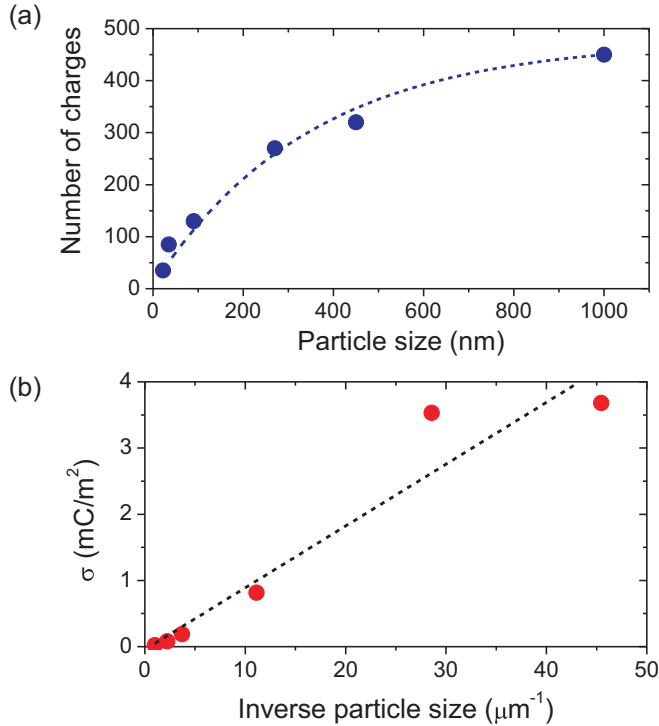 (a)
Number of charges
500
400
300
200
100
0
0 200 400 600 800 1000
Particle size (nm)
(b)
σ (mC/m²)
4
3
2
1
0
0 10 20 30 40 50
Inverse particle size (μm⁻¹)